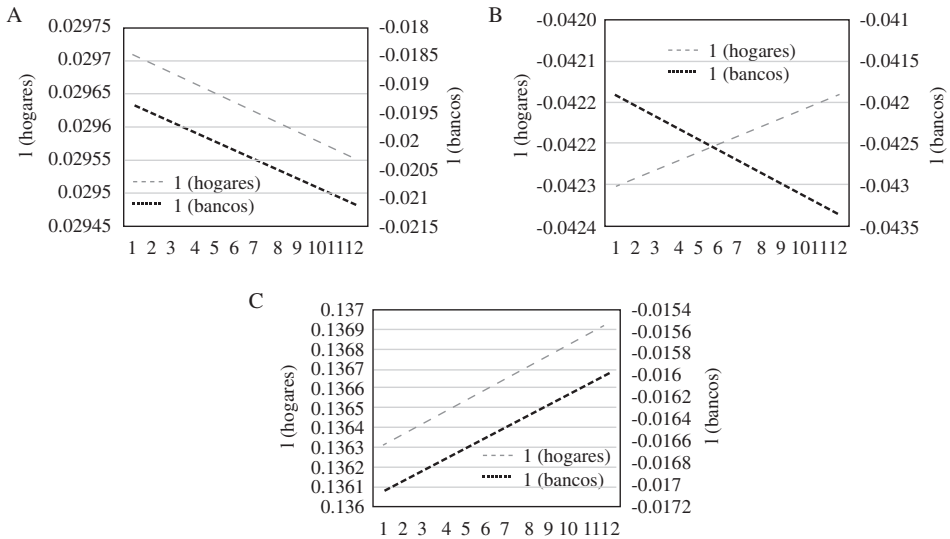 A
0.02975
0.0297
0.02965
0.0296
0.02955
0.0295
0.02945
1 (hogares)
1 (hogares)
1 (bancos)
-0.018
-0.0185
-0.019
-0.0195
-0.02
-0.0205
-0.021
-0.0215
1 (bancos)
1 2 3 4 5 6 7 8 9 101112
B
-0.0420
-0.0421
-0.0422
-0.0422
-0.0423
-0.0424
1 (hogares)
1 (hogares)
1 (bancos)
-0.041
-0.0415
-0.042
-0.0425
-0.043
-0.0435
1 (bancos)
1 2 3 4 5 6 7 8 9 101112
C
0.137
0.1369
0.1368
0.1367
0.1366
0.1365
0.1364
0.1363
0.1362
0.1361
0.136
1 (hogares)
1 (hogares)
1 (bancos)
-0.0154
-0.0156
-0.0158
-0.016
-0.0162
-0.0164
-0.0166
-0.0168
-0.017
-0.0172
1 (bancos)
1 2 3 4 5 6 7 8 9 10 1112